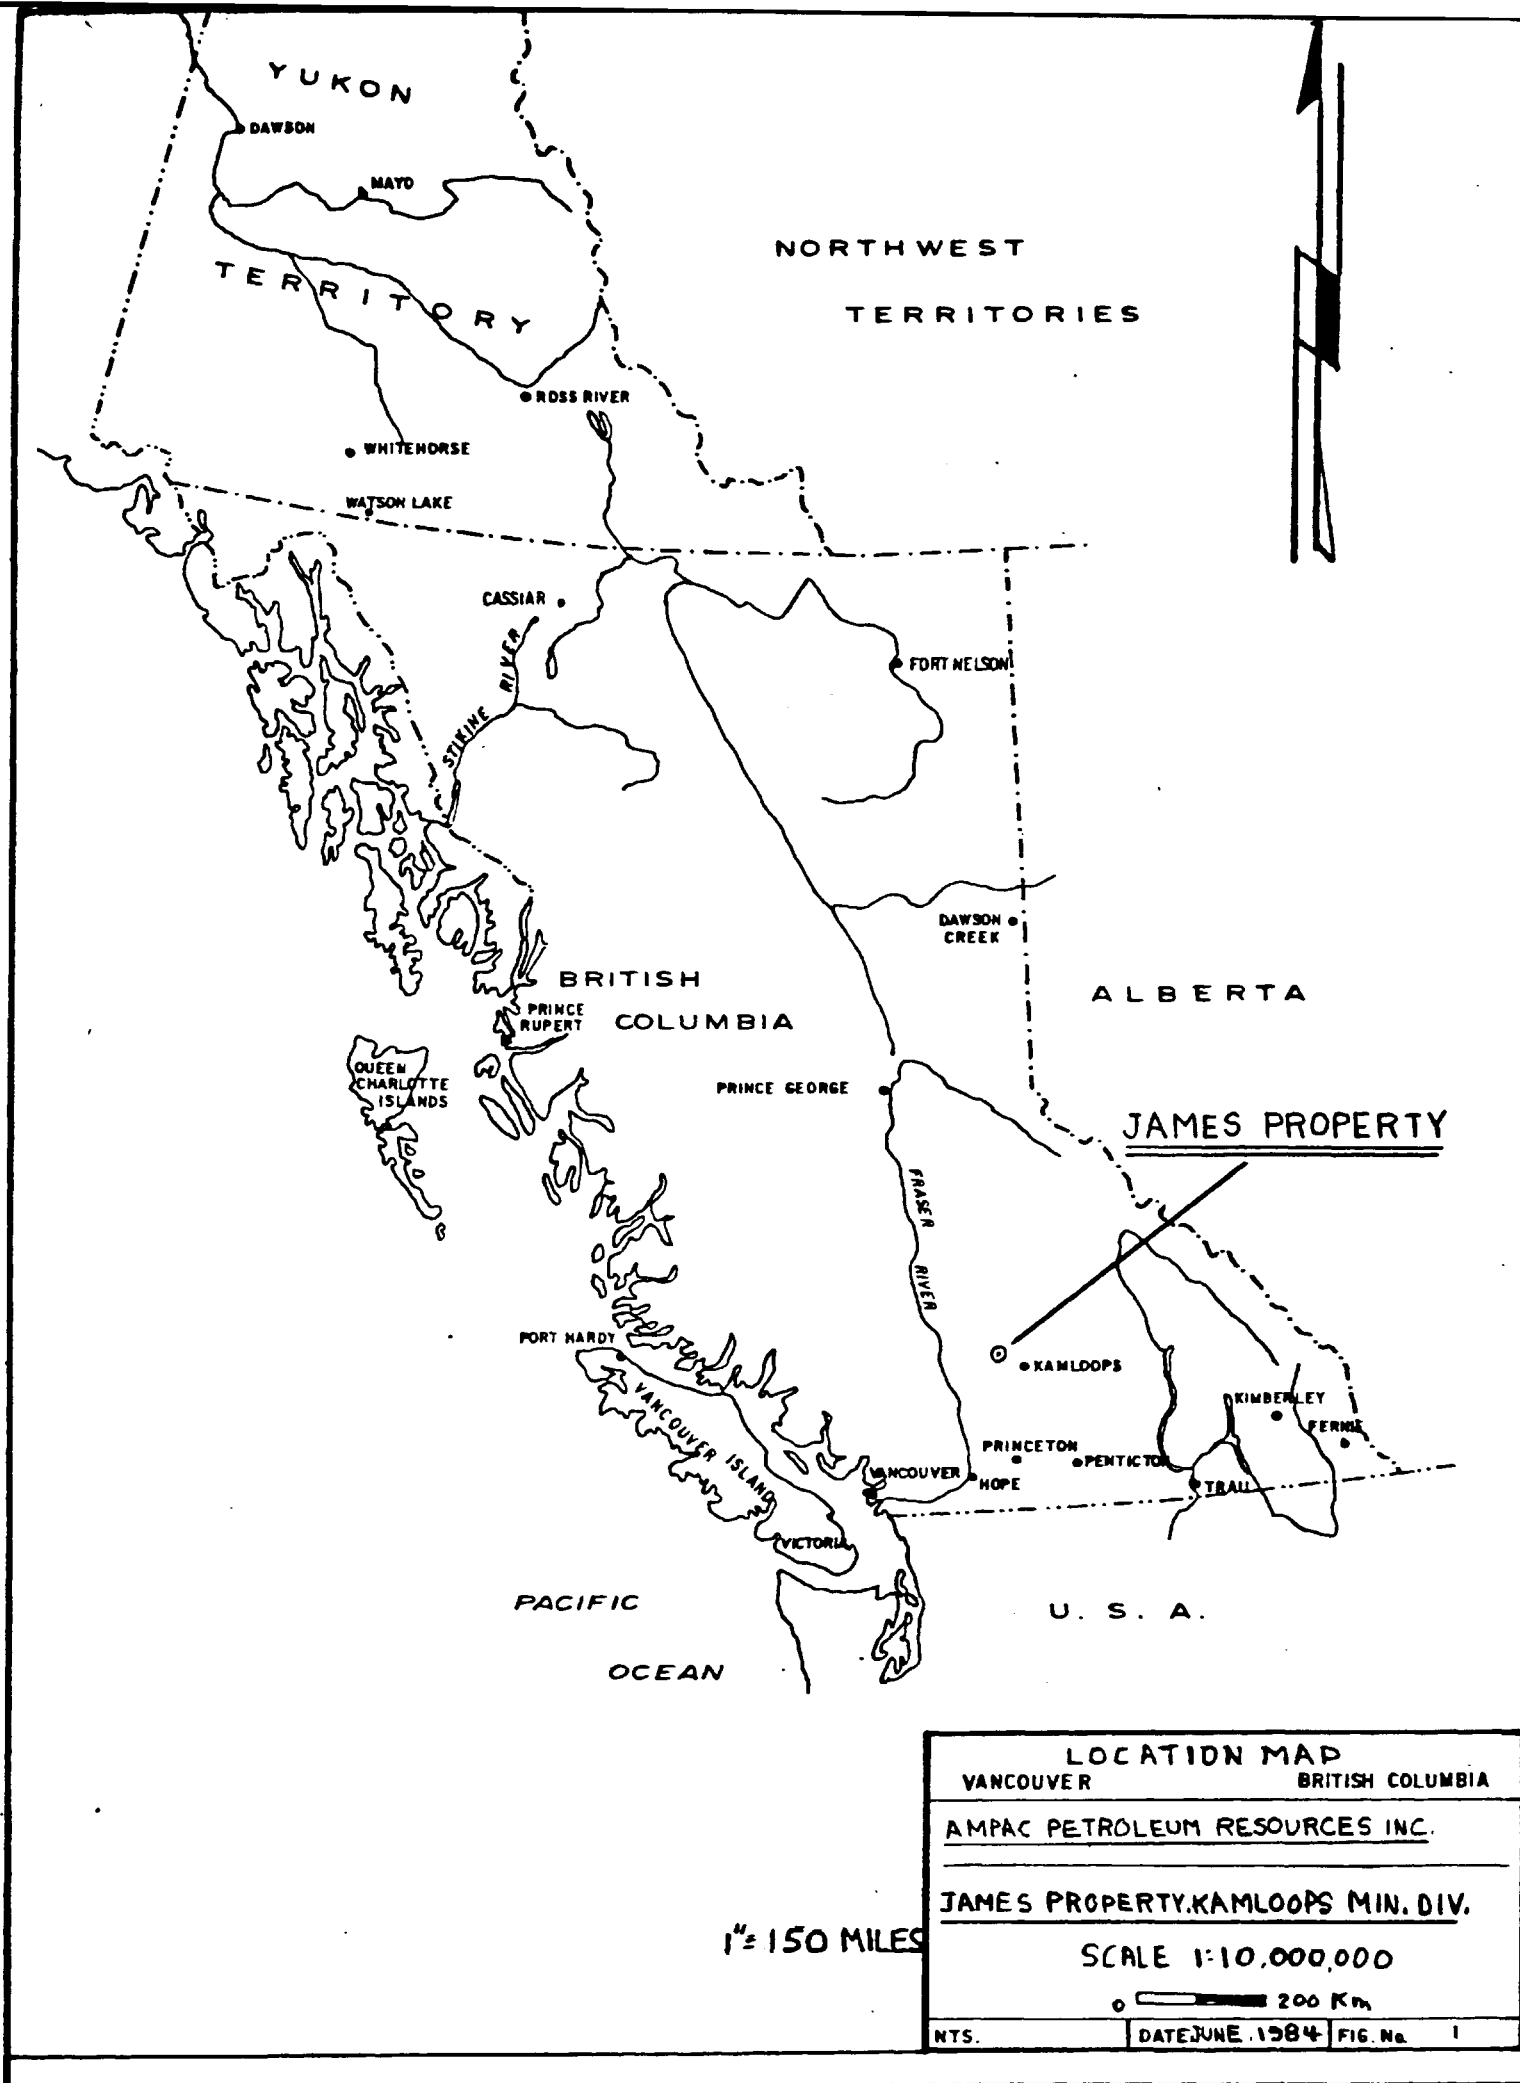 YUKON
DAWSON
MAYO
TERRITORY
NORTHWEST
TERRITORIES
ROSS RIVER
WHITEHORSE
WATSON LAKE
CASSIAR
STIKINE RIVER
FORT NELSON
DAWSON
CREEK
BRITISH
COLUMBIA
ALBERTA
PRINCE
RUPERT
QUEEN
CHARLOTTE
ISLANDS
PRINCE GEORGE
JAMES PROPERTY
FRASER RIVER
PORT HARDY
KAMLOOPS
VANCOUVER ISLAND
KIMBERLEY
FERNIE
PRINCETON
PENTICTON
VANCOUVER
HOPE
TRAIL
VICTORIA
PACIFIC
OCEAN
U. S. A.
LOCATION MAP
VANCOUVER BRITISH COLUMBIA
AMPAC PETROLEUM RESOURCES INC.
JAMES PROPERTY.KAMLOOPS MIN. DIV.
1"= 150 MILES
SCALE 1:10,000,000
0 200 Km
NTS. DATE JUNE. 1984 FIG. No. 1